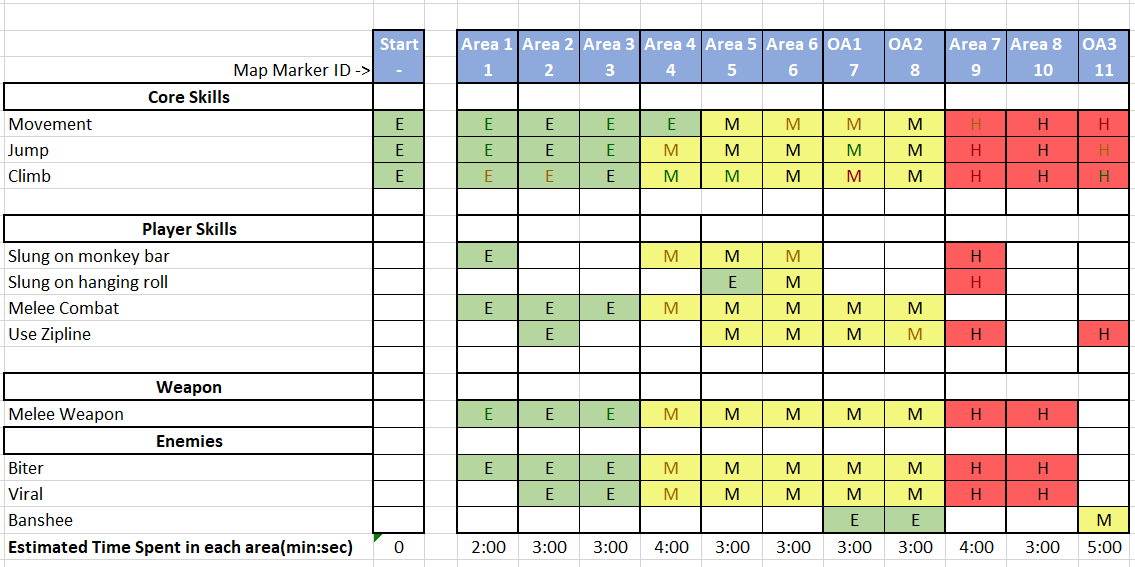 Start Area 1 Area 2 Area 3 Area 4 Area 5 Area 6 OA1 OA2 Area 7 Area 8 OA3
Map Marker ID -> - 1 2 3 4 5 6 7 8 9 10 11
Core Skills
Movement E E E E E M M M M H H H
Jump E E E E M M M M M H H H
Climb E E E E M M M M M H H H
Player Skills
Slung on monkey bar E M M M H
Slung on hanging roll E M H
Melee Combat E E E M M M M M
Use Zipline E M M M M H H
Weapon
Melee Weapon E E E M M M M M H H
Enemies
Biter E E E M M M M M H H
Viral E E M M M M M H H
Banshee E E M
Estimated Time Spent in each area(min:sec) 0 2:00 3:00 3:00 4:00 3:00 3:00 3:00 3:00 4:00 3:00 5:00